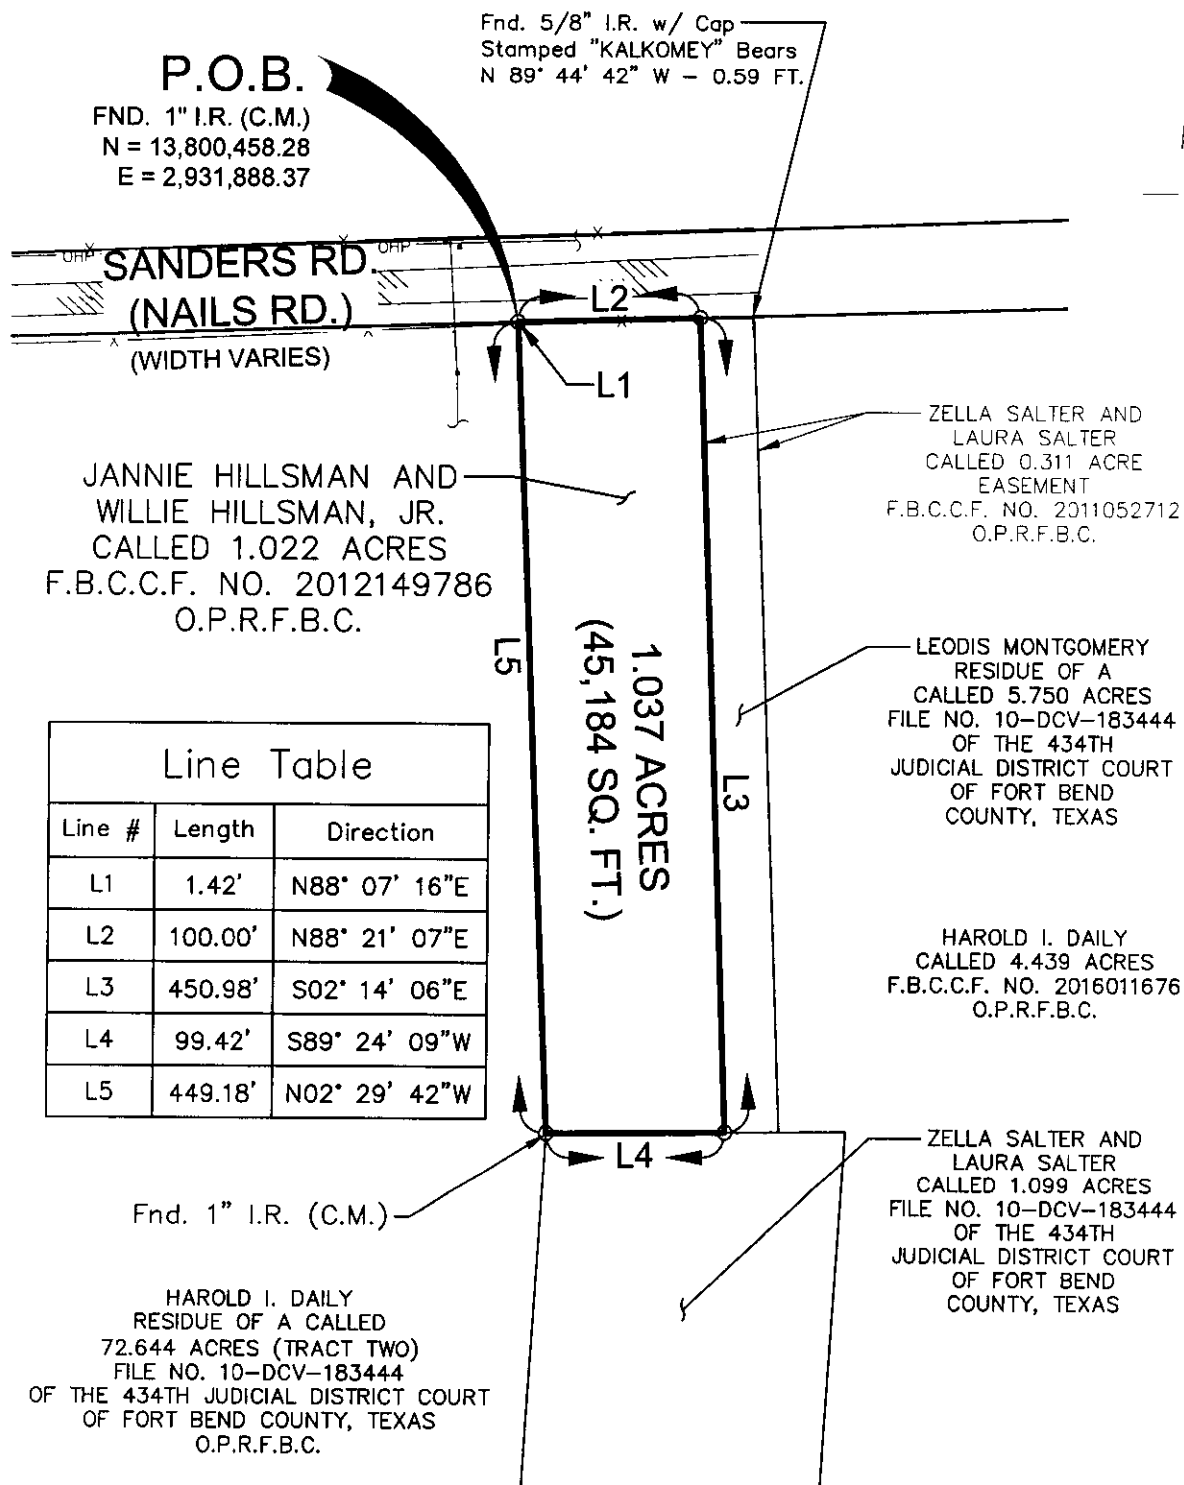 Fnd. 5/8" I.R. w/ Cap
Stamped "KALKOMEY" Bears
N 89° 44' 42" W – 0.59 FT.
P.O.B.
FND. 1" I.R. (C.M.)
N = 13,800,458.28
E = 2,931,888.37
OHP
OHP
SANDERS RD.
(NAILS RD.)
(WIDTH VARIES)
L2
L1
ZELLA SALTER AND
LAURA SALTER
CALLED 0.311 ACRE
EASEMENT
F.B.C.C.F. NO. 2011052712
O.P.R.F.B.C.
JANNIE HILLSMAN AND
WILLIE HILLSMAN, JR.
CALLED 1.022 ACRES
F.B.C.C.F. NO. 2012149786
O.P.R.F.B.C.
L5
1.037 ACRES
(45,184 SQ. FT.)
L3
LEODIS MONTGOMERY
RESIDUE OF A
CALLED 5.750 ACRES
FILE NO. 10-DCV-183444
OF THE 434TH
JUDICIAL DISTRICT COURT
OF FORT BEND
COUNTY, TEXAS
Line Table
Line # Length Direction
L1 1.42' N88° 07' 16"E
L2 100.00' N88° 21' 07"E
L3 450.98' S02° 14' 06"E
L4 99.42' S89° 24' 09"W
L5 449.18' N02° 29' 42"W
HAROLD I. DAILY
CALLED 4.439 ACRES
F.B.C.C.F. NO. 2016011676
O.P.R.F.B.C.
L4
Fnd. 1" I.R. (C.M.)
ZELLA SALTER AND
LAURA SALTER
CALLED 1.099 ACRES
FILE NO. 10-DCV-183444
OF THE 434TH
JUDICIAL DISTRICT COURT
OF FORT BEND
COUNTY, TEXAS
HAROLD I. DAILY
RESIDUE OF A CALLED
72.644 ACRES (TRACT TWO)
FILE NO. 10-DCV-183444
OF THE 434TH JUDICIAL DISTRICT COURT
OF FORT BEND COUNTY, TEXAS
O.P.R.F.B.C.